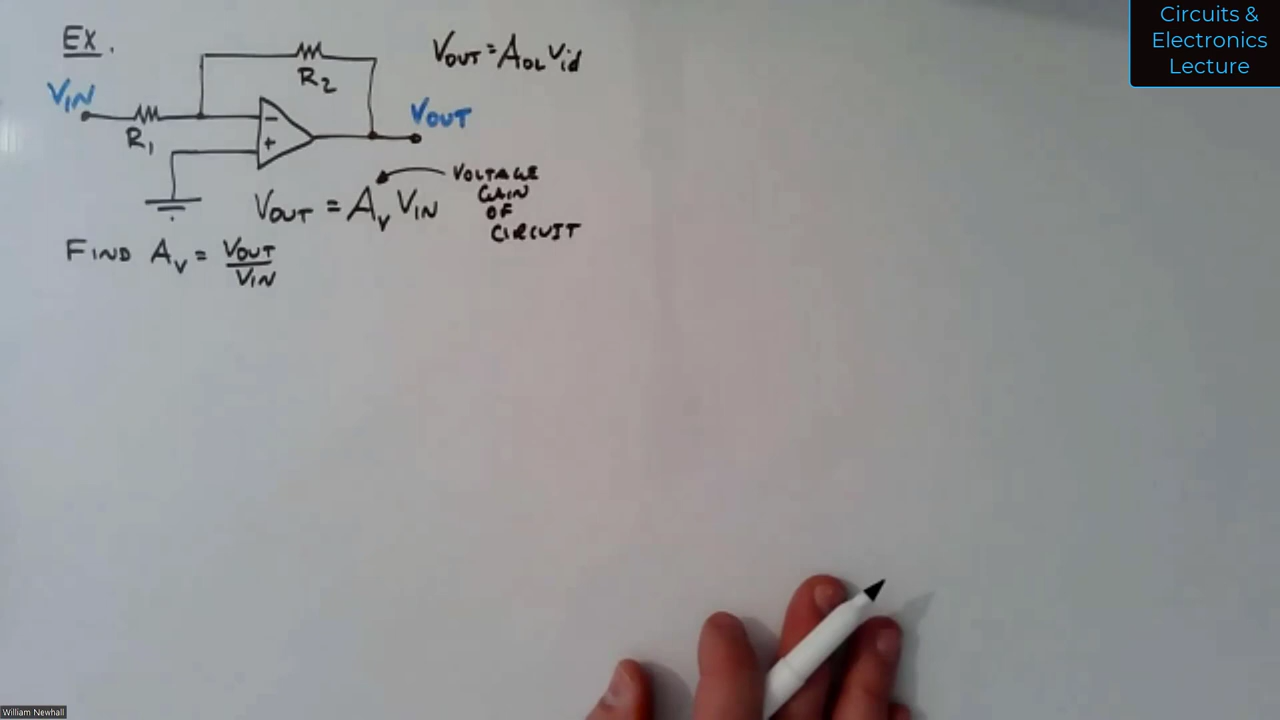 EX.
R2
VOUT = AOL Vid
VIN
R1
−
+
VOUT
VOUT = AV VIN
VOLTAGE
GAIN
OF
CIRCUIT
FIND AV = VOUT
VIN
Circuits &
Electronics
Lecture
William Newhall